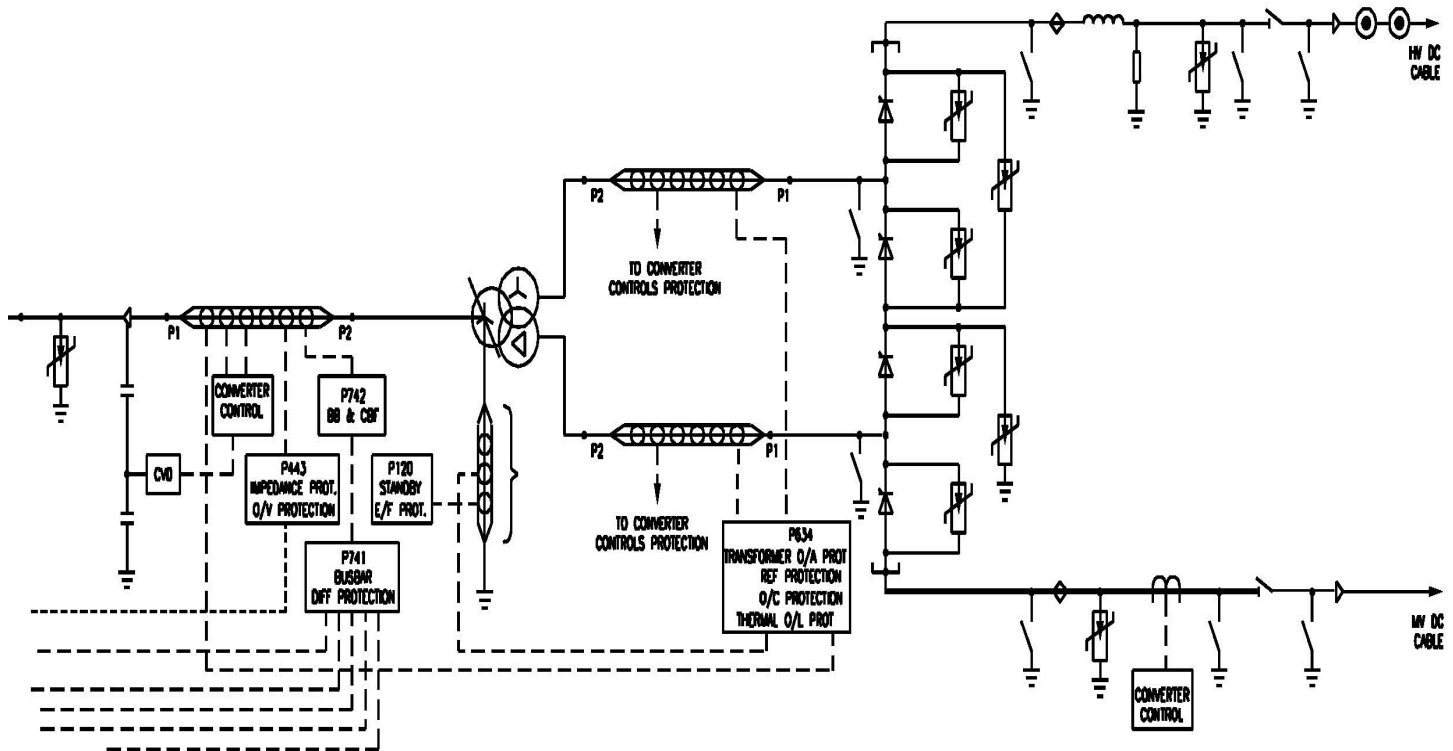 HV DC
CABLE
P2
P1
TO CONVERTER
CONTROLS PROTECTION
P1
P2
CONVERTER
CONTROL
P742
BB & CBF
P2
P1
CVD
P443
IMPEDANCE PROT.
O/V PROTECTION
P120
STANDBY
E/F PROT.
TO CONVERTER
CONTROLS PROTECTION
P634
TRANSFORMER O/A PROT
REF PROTECTION
O/C PROTECTION
THERMAL O/L PROT
P741
BUSBAR
DIFF PROTECTION
MV DC
CABLE
CONVERTER
CONTROL